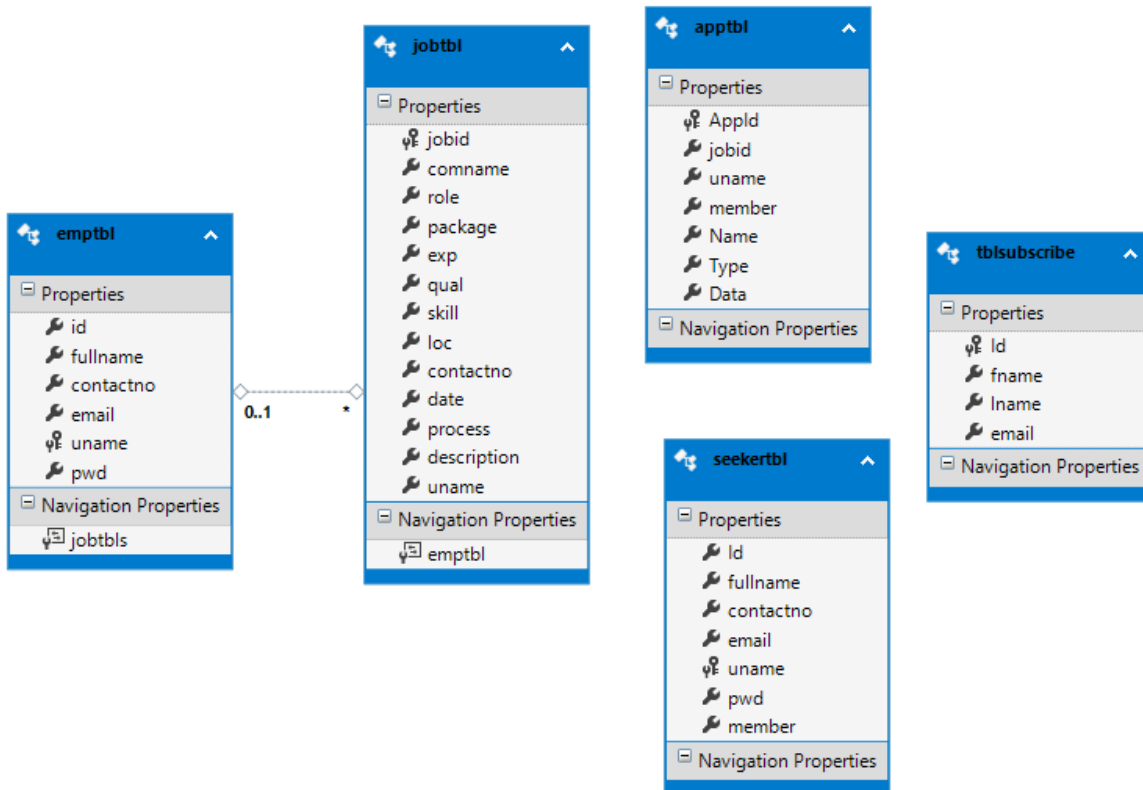 emptbl
Properties
id
fullname
contactno
email
uname
pwd
Navigation Properties
jobtbls
0..1
*
jobtbl
Properties
jobid
comname
role
package
exp
qual
skill
loc
contactno
date
process
description
uname
Navigation Properties
emptbl
apptbl
Properties
AppId
jobid
uname
member
Name
Type
Data
Navigation Properties
seekertbl
Properties
Id
fullname
contactno
email
uname
pwd
member
Navigation Properties
tblsubscribe
Properties
Id
fname
lname
email
Navigation Properties